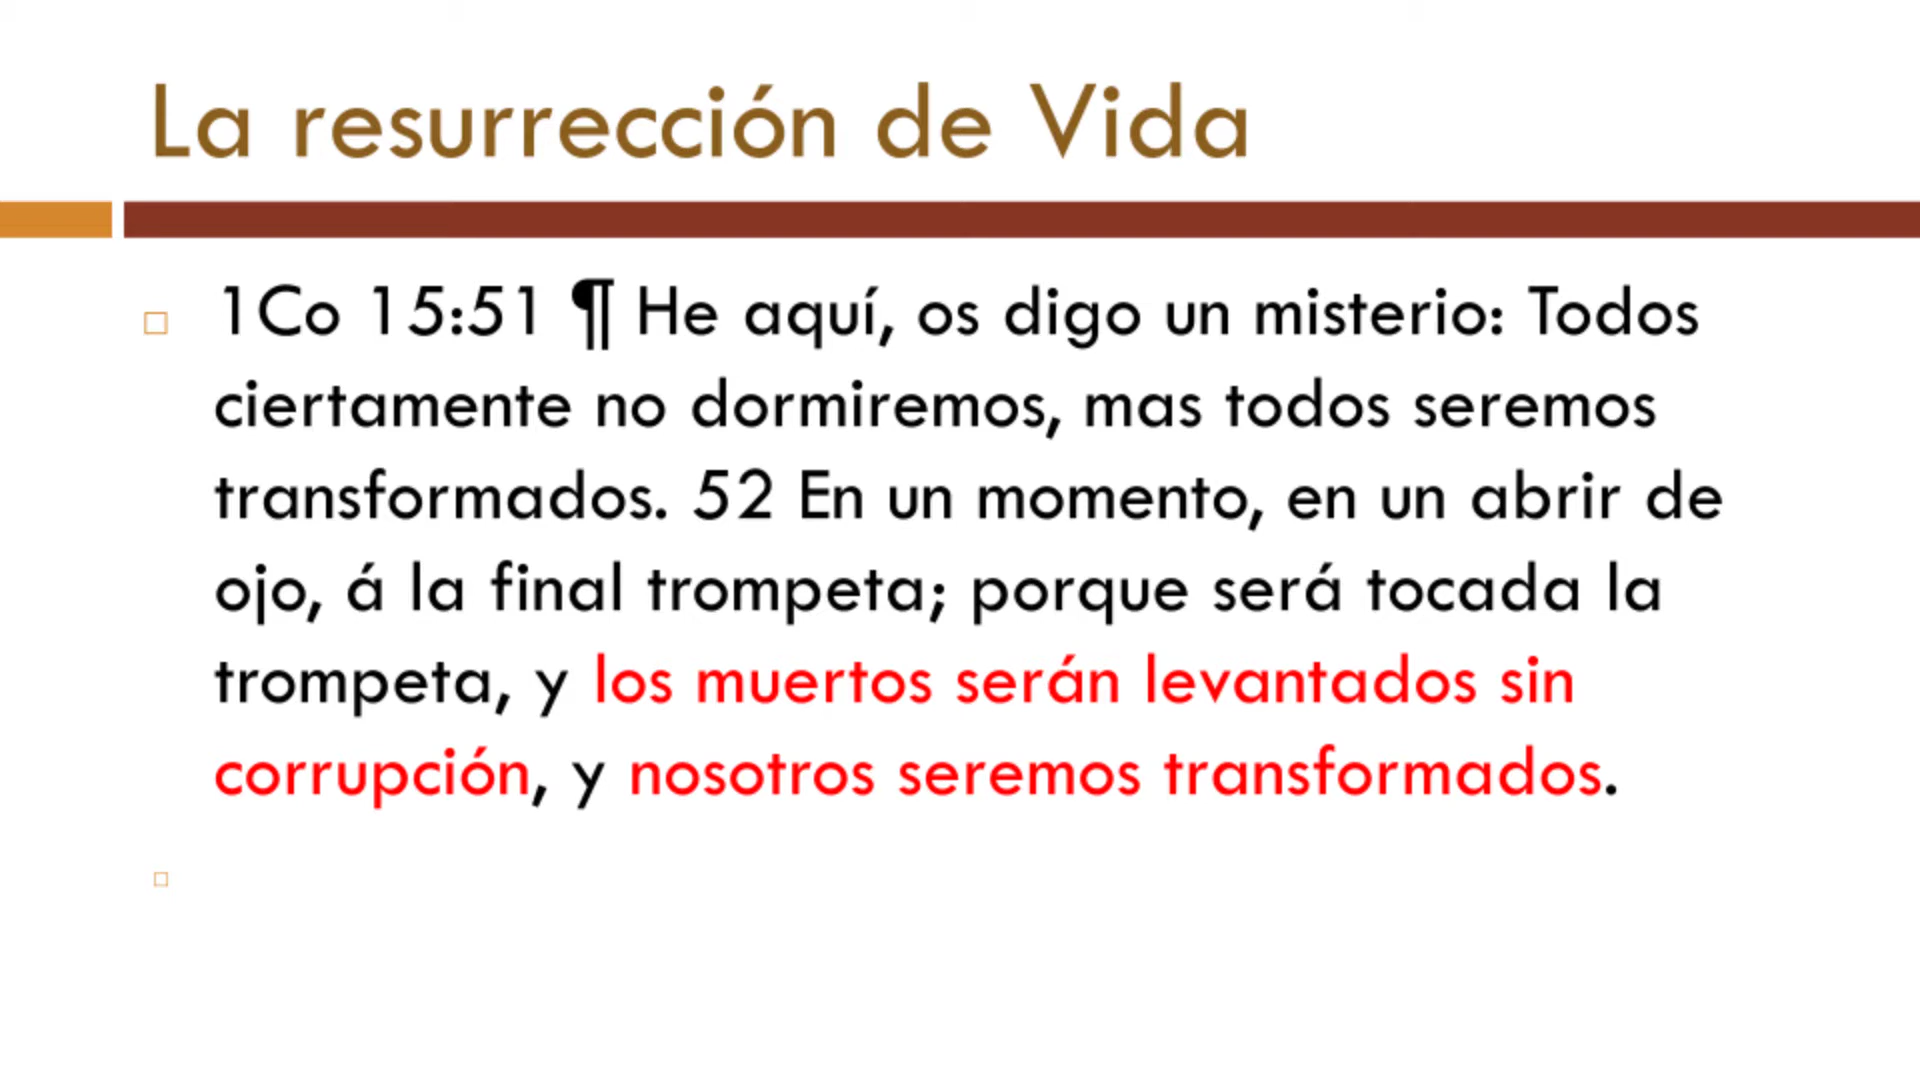 La resurrección de Vida
1Co 15:51 ¶ He aquí, os digo un misterio: Todos
ciertamente no dormiremos, mas todos seremos
transformados. 52 En un momento, en un abrir de
ojo, á la final trompeta; porque será tocada la
trompeta, y los muertos serán levantados sin
corrupción, y nosotros seremos transformados.